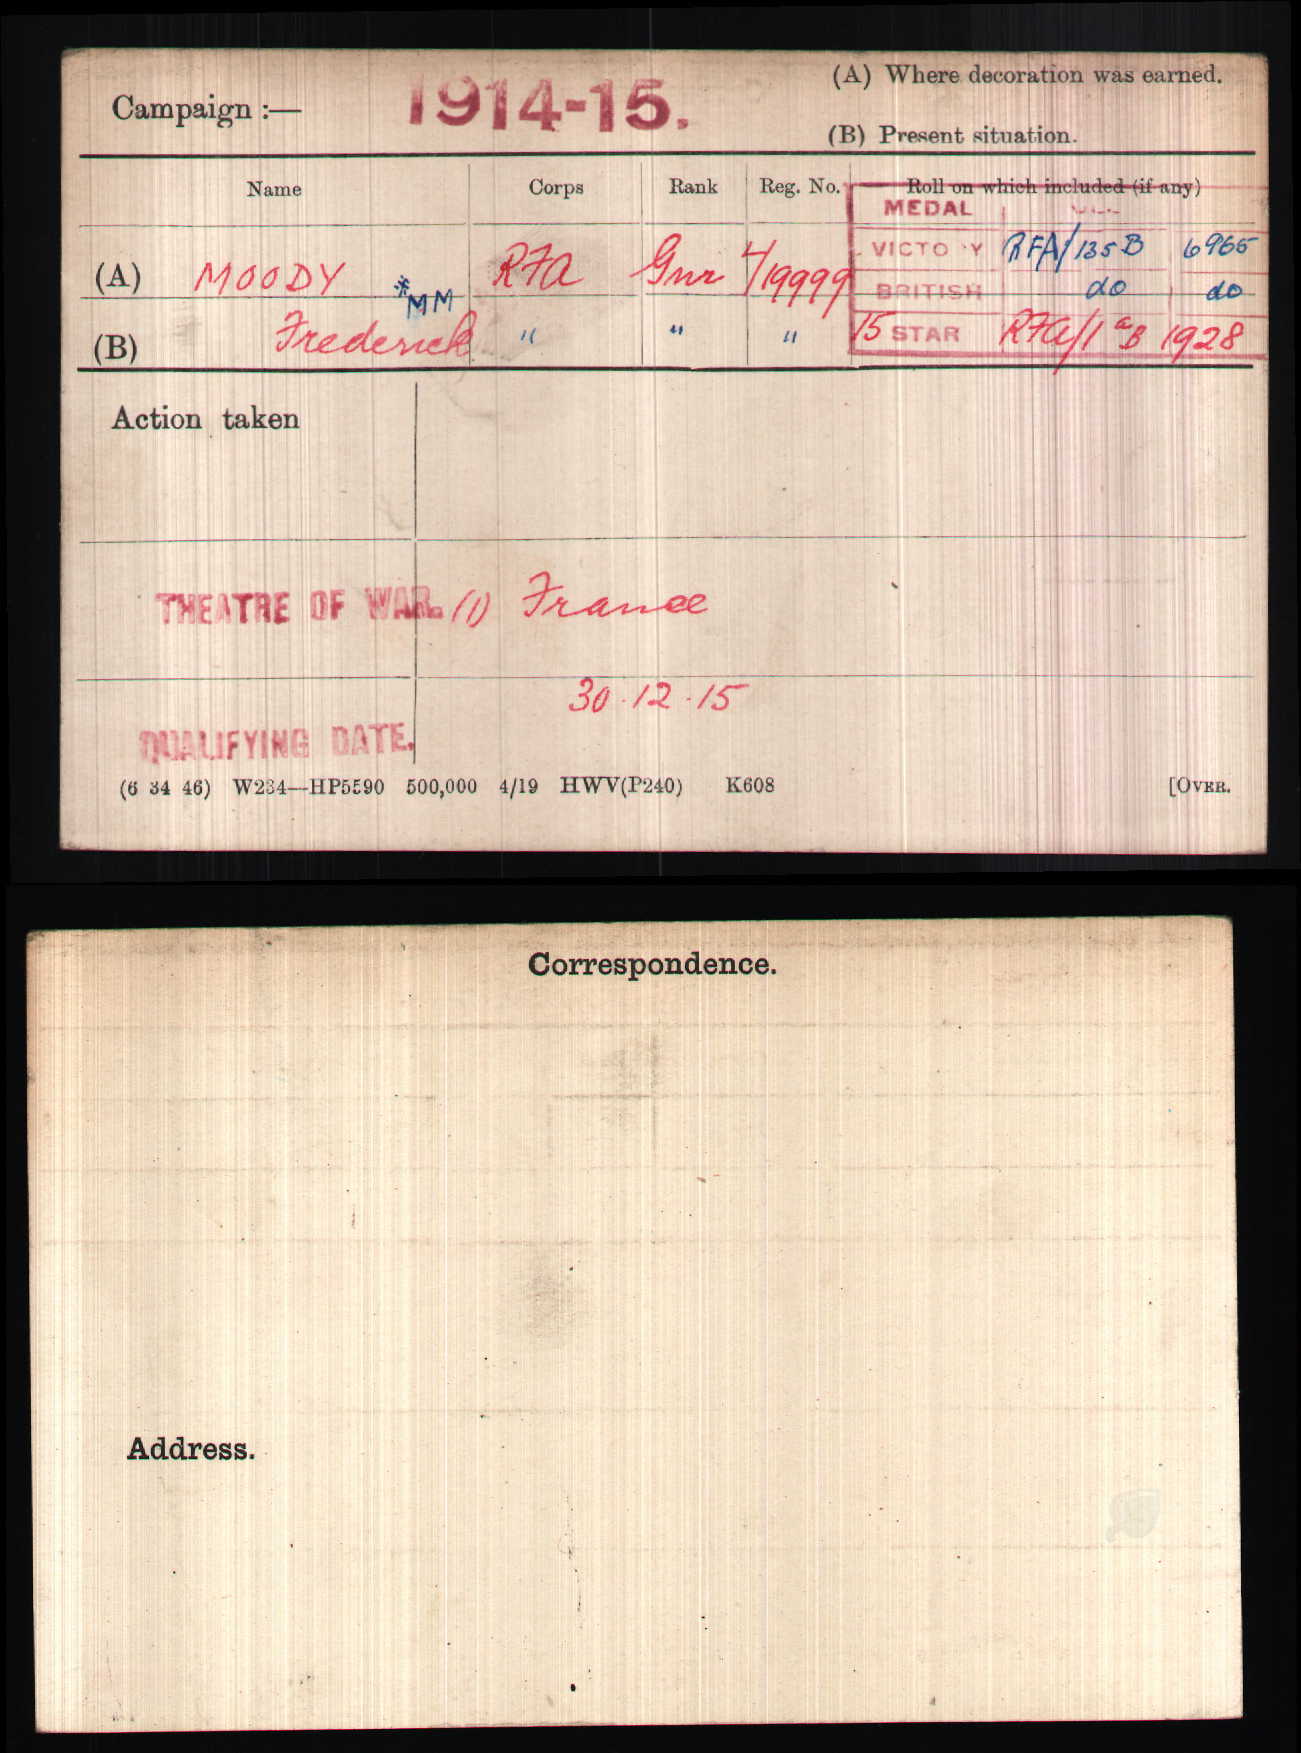 Campaign :— 1914-15.
(A) Where decoration was earned.
(B) Present situation.
Name Corps Rank Reg. No. Roll on which included (if any)
MEDAL
(A) MOODY RFA Gnr 4/19999 VICTO Y RFA/135B 6965
*MM BRITISH do do
(B) Frederick " " " 15 STAR RFA/1aB 1928
Action taken
THEATRE OF WAR. (1) France
30.12.15
QUALIFYING DATE.
(6 34 46) W234—HP5590 500,000 4/19 HWV(P240) K608 [OVER.
Correspondence.
Address.